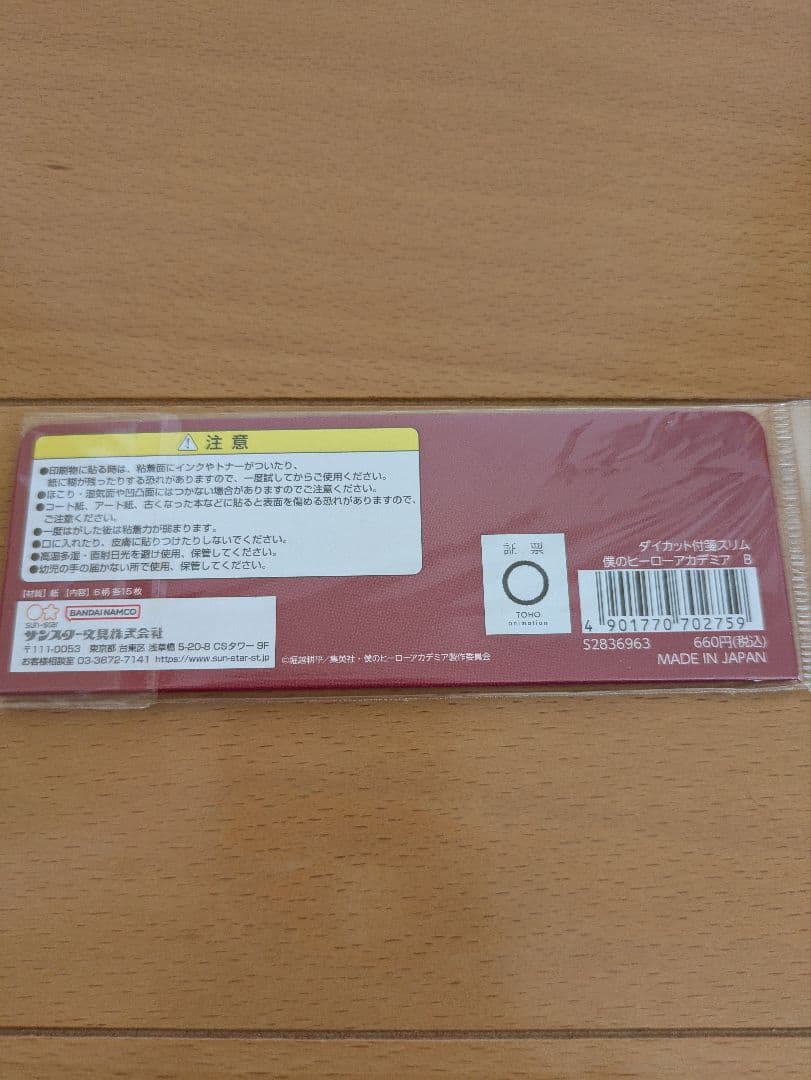 ⚠ 注意
●印刷物に貼る時は、粘着面にインクやトナーがついたり、
紙に糊が残ったりする恐れがありますので、一度試してからご使用ください。
●ほこり・湿気面や凹凸面にはつかない場合がありますのでご注意ください。
●コート紙、アート紙、古くなった本などに貼ると表面を傷める恐れがありますので、
ご注意ください。
●一度はがした後は粘着力が弱まります。
●口に入れたり、皮膚に貼りつけたりしないでください。
●高温多湿・直射日光を避け使用、保管してください。
●幼児の手の届かない所で使用、保管してください。
【材質】紙 【内容】6柄 各15枚
BANDAI NAMCO
sun-star
サンスター文具株式会社
〒111-0053 東京都 台東区 浅草橋 5-20-8 CSタワー 9F
お客様相談室 03-3672-7141 https://www.sun-star-st.jp
©堀越耕平/集英社・僕のヒーローアカデミア製作委員会
証票
TOHO
animation
ダイカット付箋スリム
僕のヒーローアカデミア B
4 901770 702759
S2836963 660円(税込)
MADE IN JAPAN